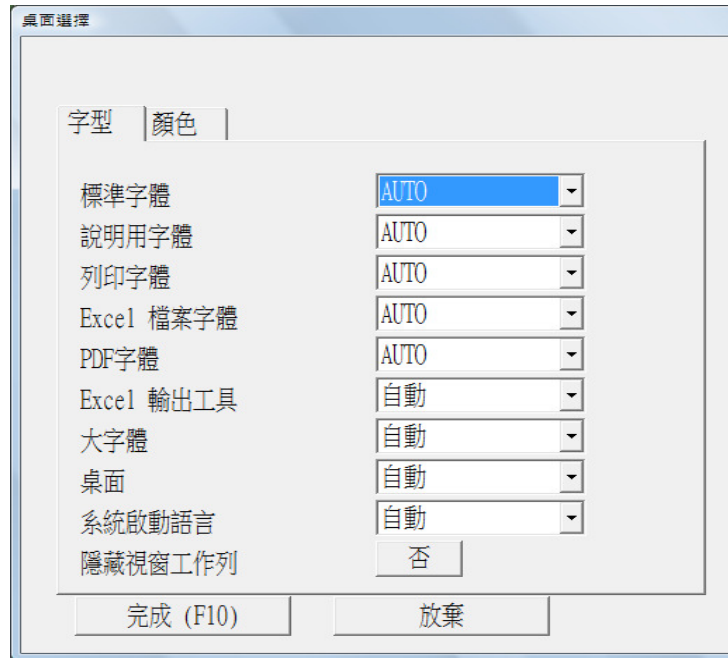 桌面選擇
字型 顏色
標準字體 AUTO
說明用字體 AUTO
列印字體 AUTO
Excel 檔案字體 AUTO
PDF字體 AUTO
Excel 輸出工具 自動
大字體 自動
桌面 自動
系統啟動語言 自動
隱藏視窗工作列 否
完成 (F10) 放棄